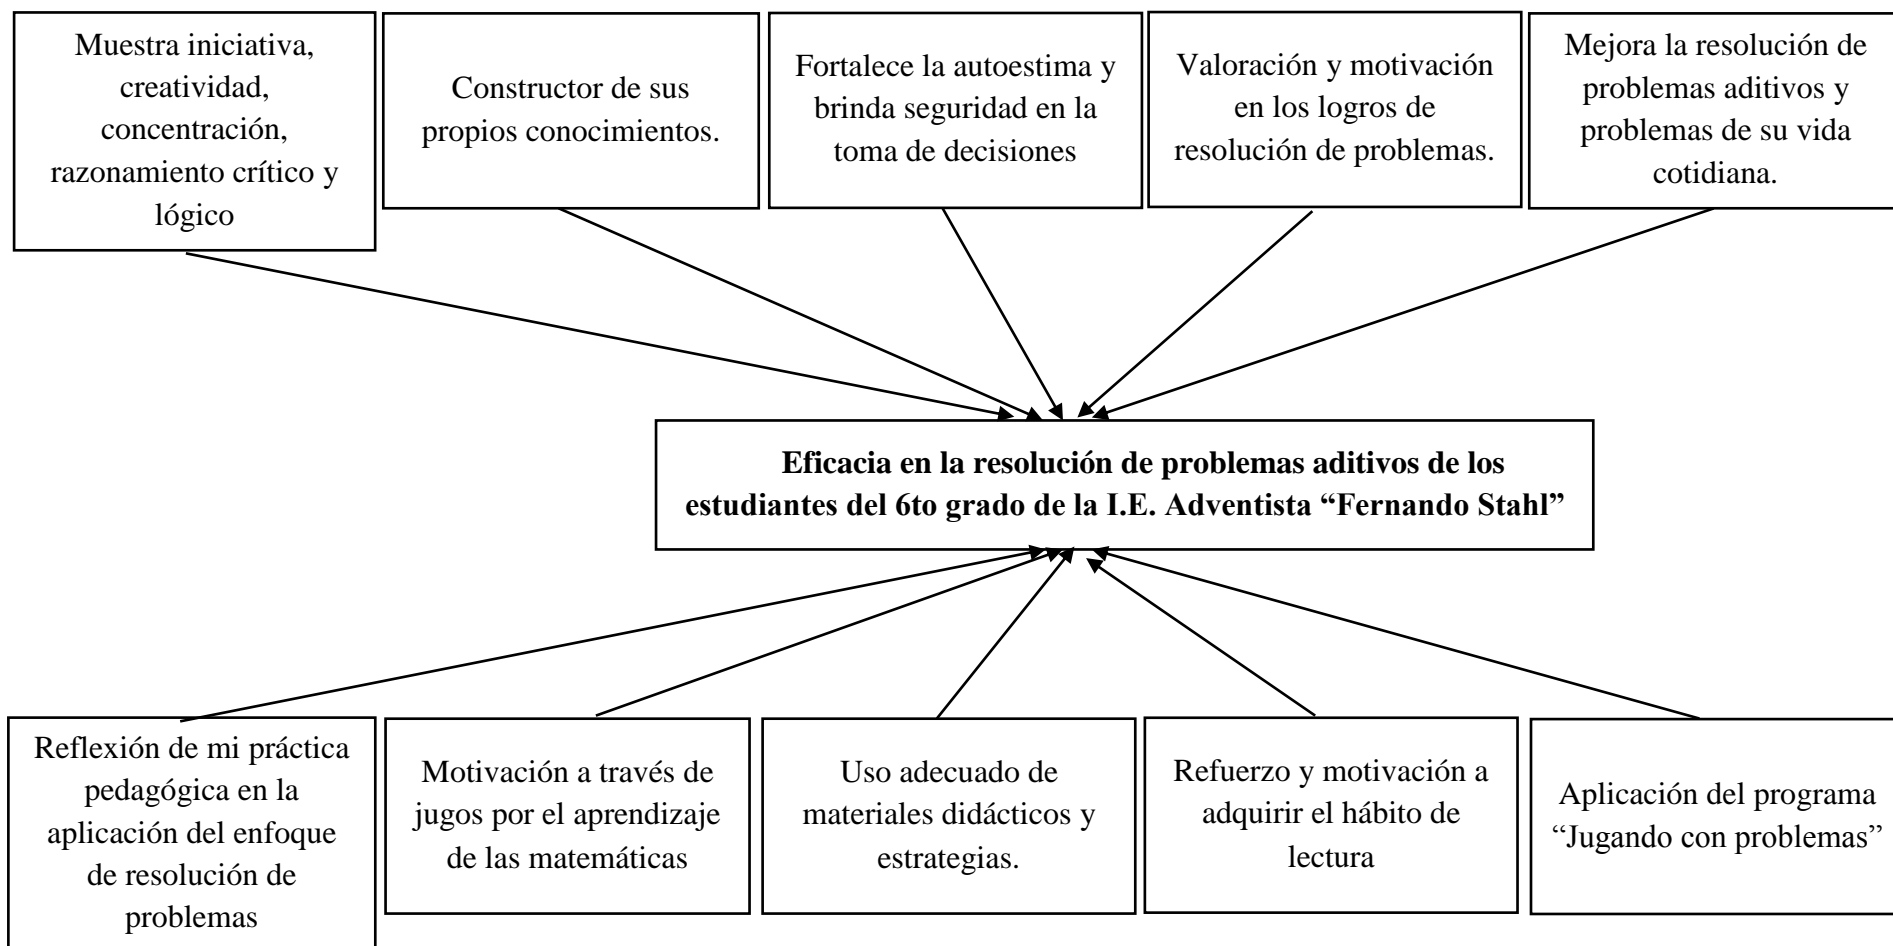 Muestra iniciativa,
creatividad,
concentración,
razonamiento crítico y
lógico
Constructor de sus
propios conocimientos.
Fortalece la autoestima y
brinda seguridad en la
toma de decisiones
Valoración y motivación
en los logros de
resolución de problemas.
Mejora la resolución de
problemas aditivos y
problemas de su vida
cotidiana.
Eficacia en la resolución de problemas aditivos de los
estudiantes del 6to grado de la I.E. Adventista “Fernando Stahl”
Reflexión de mi práctica
pedagógica en la
aplicación del enfoque
de resolución de
problemas
Motivación a través de
jugos por el aprendizaje
de las matemáticas
Uso adecuado de
materiales didácticos y
estrategias.
Refuerzo y motivación a
adquirir el hábito de
lectura
Aplicación del programa
“Jugando con problemas”